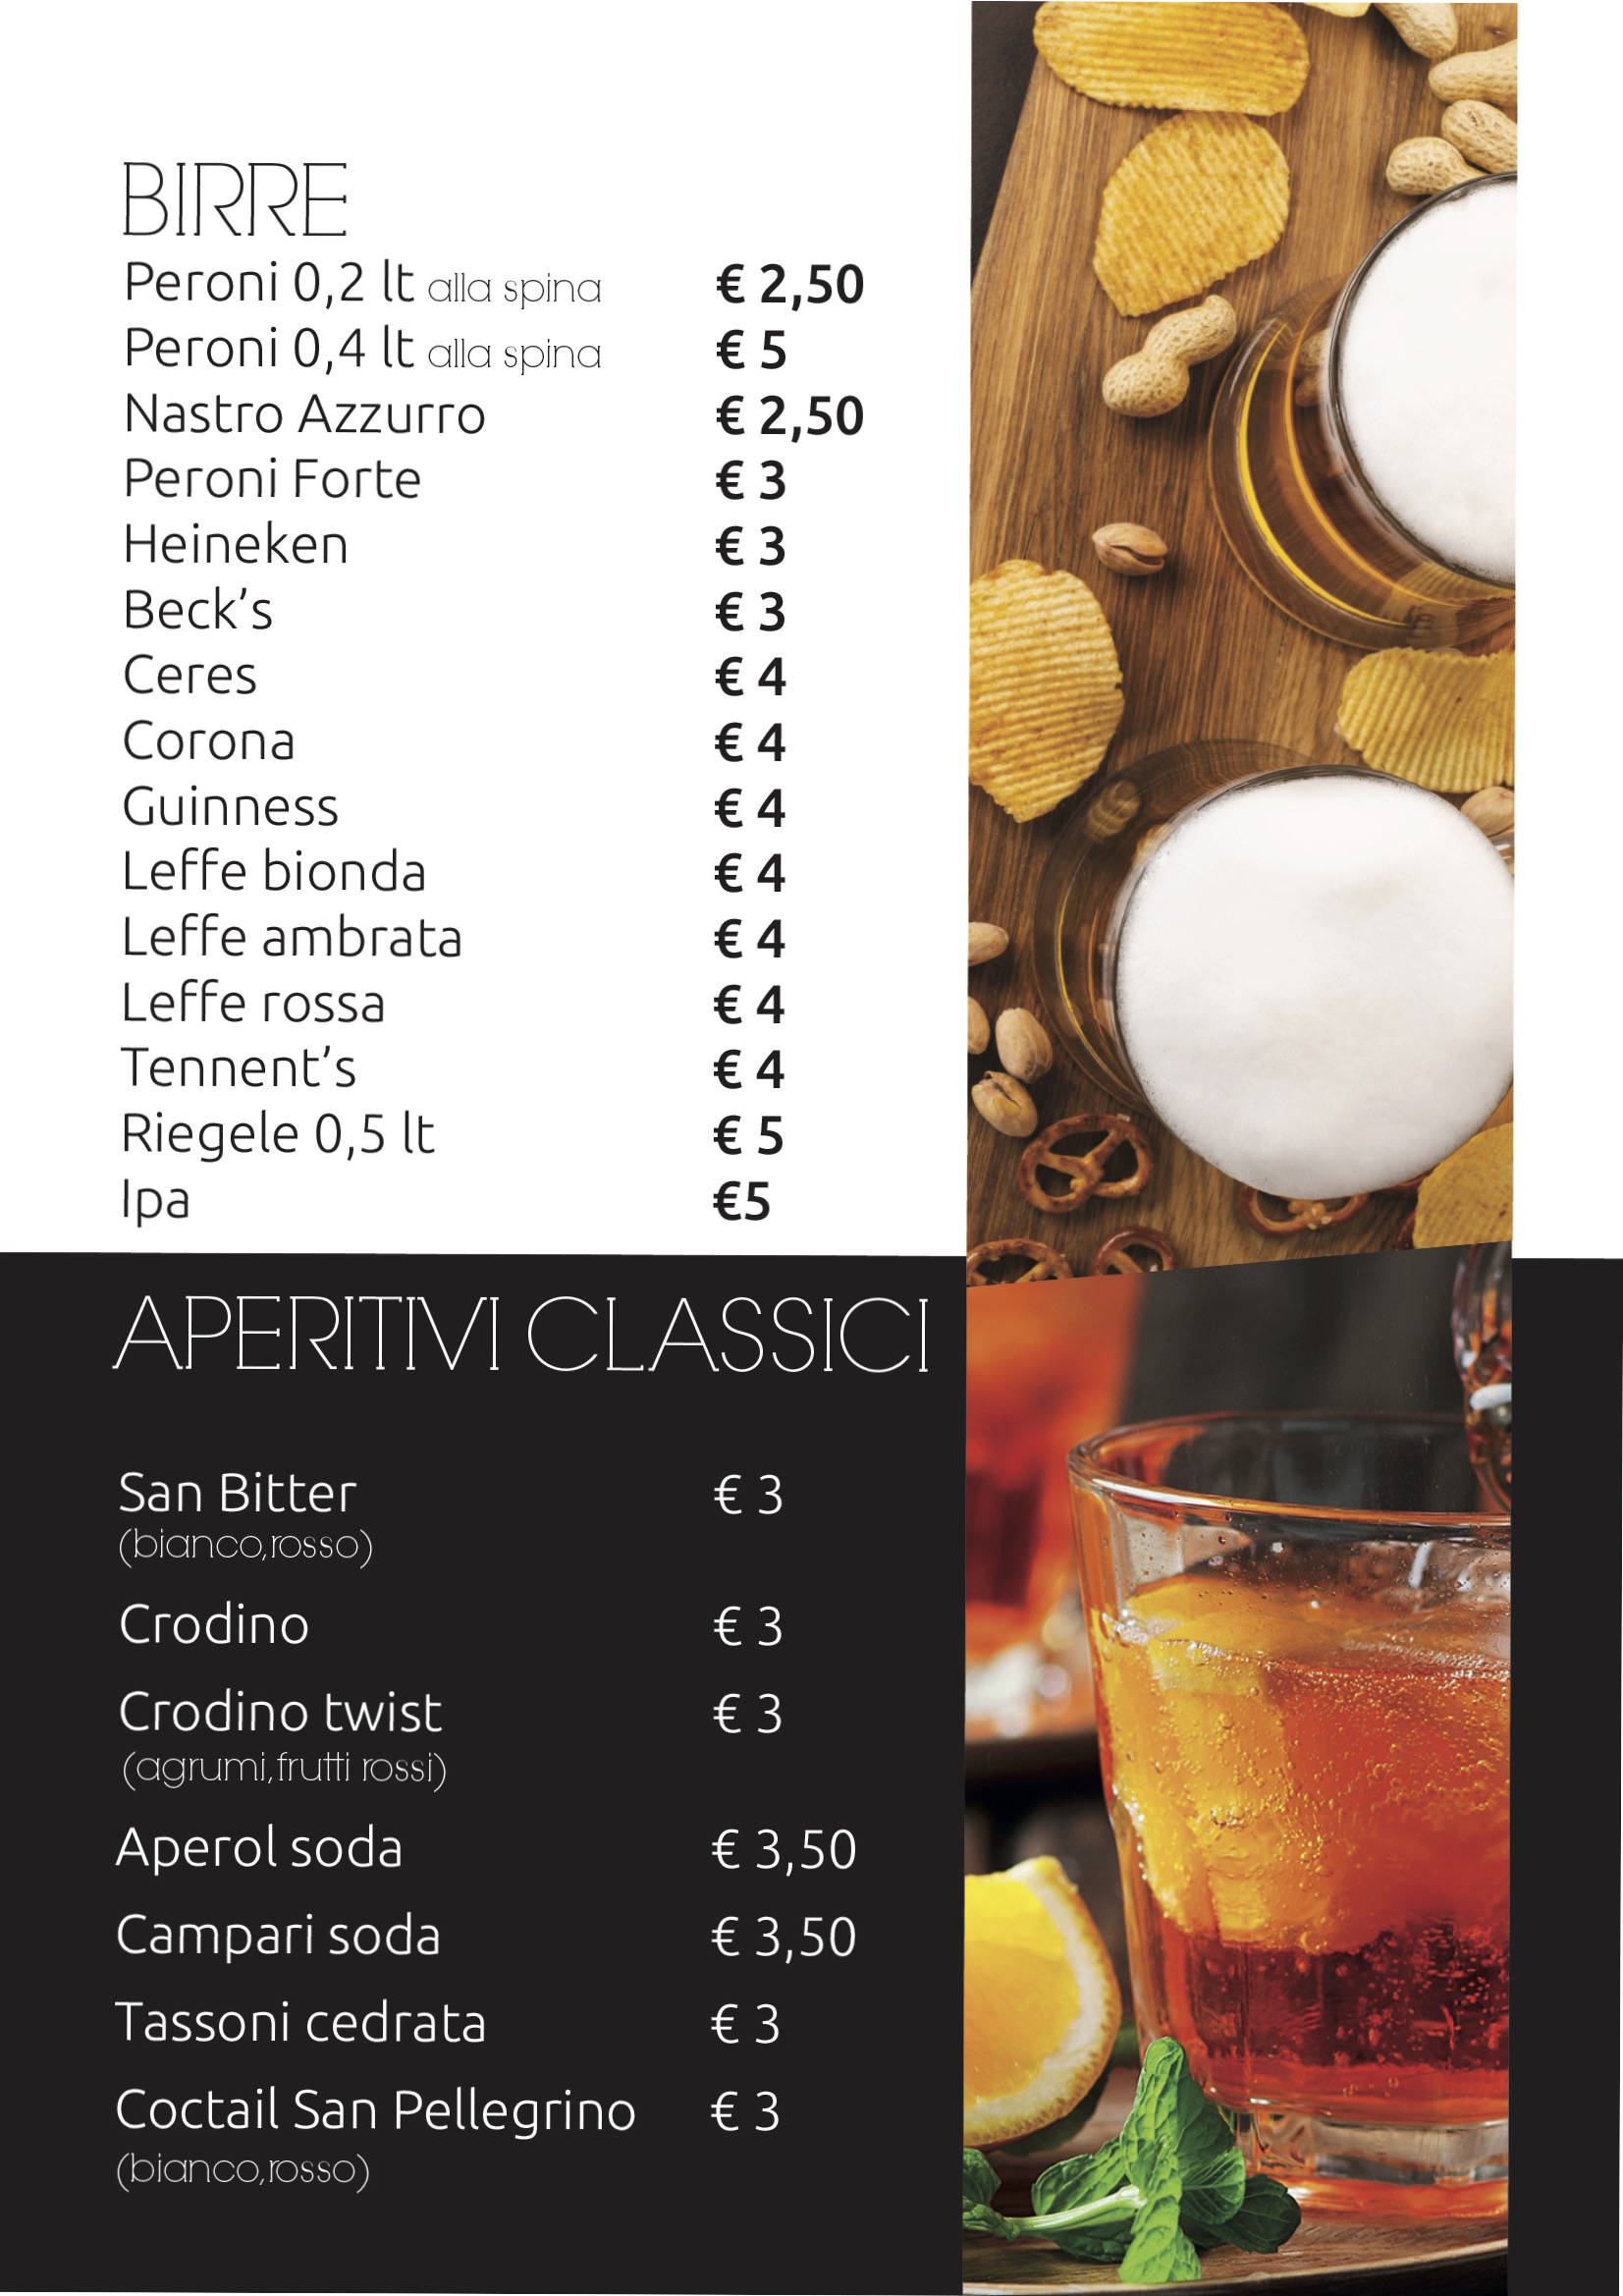 BIRRE
Peroni 0,2 lt alla spina € 2,50
Peroni 0,4 lt alla spina € 5
Nastro Azzurro € 2,50
Peroni Forte € 3
Heineken € 3
Beck’s € 3
Ceres € 4
Corona € 4
Guinness € 4
Leffe bionda € 4
Leffe ambrata € 4
Leffe rossa € 4
Tennent’s € 4
Riegele 0,5 lt € 5
Ipa €5
APERITIVI CLASSICI
San Bitter € 3
(bianco,rosso)
Crodino € 3
Crodino twist € 3
(agrumi,frutti rossi)
Aperol soda € 3,50
Campari soda € 3,50
Tassoni cedrata € 3
Coctail San Pellegrino € 3
(bianco,rosso)